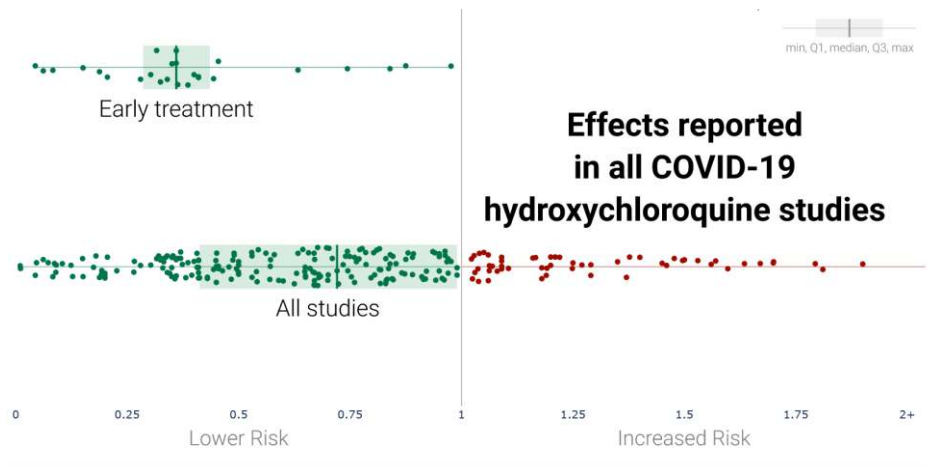 min, Q1, median, Q3, max
Early treatment
Effects reported
in all COVID-19
hydroxychloroquine studies
All studies
0 0.25 0.5 0.75 1 1.25 1.5 1.75 2+
Lower Risk Increased Risk